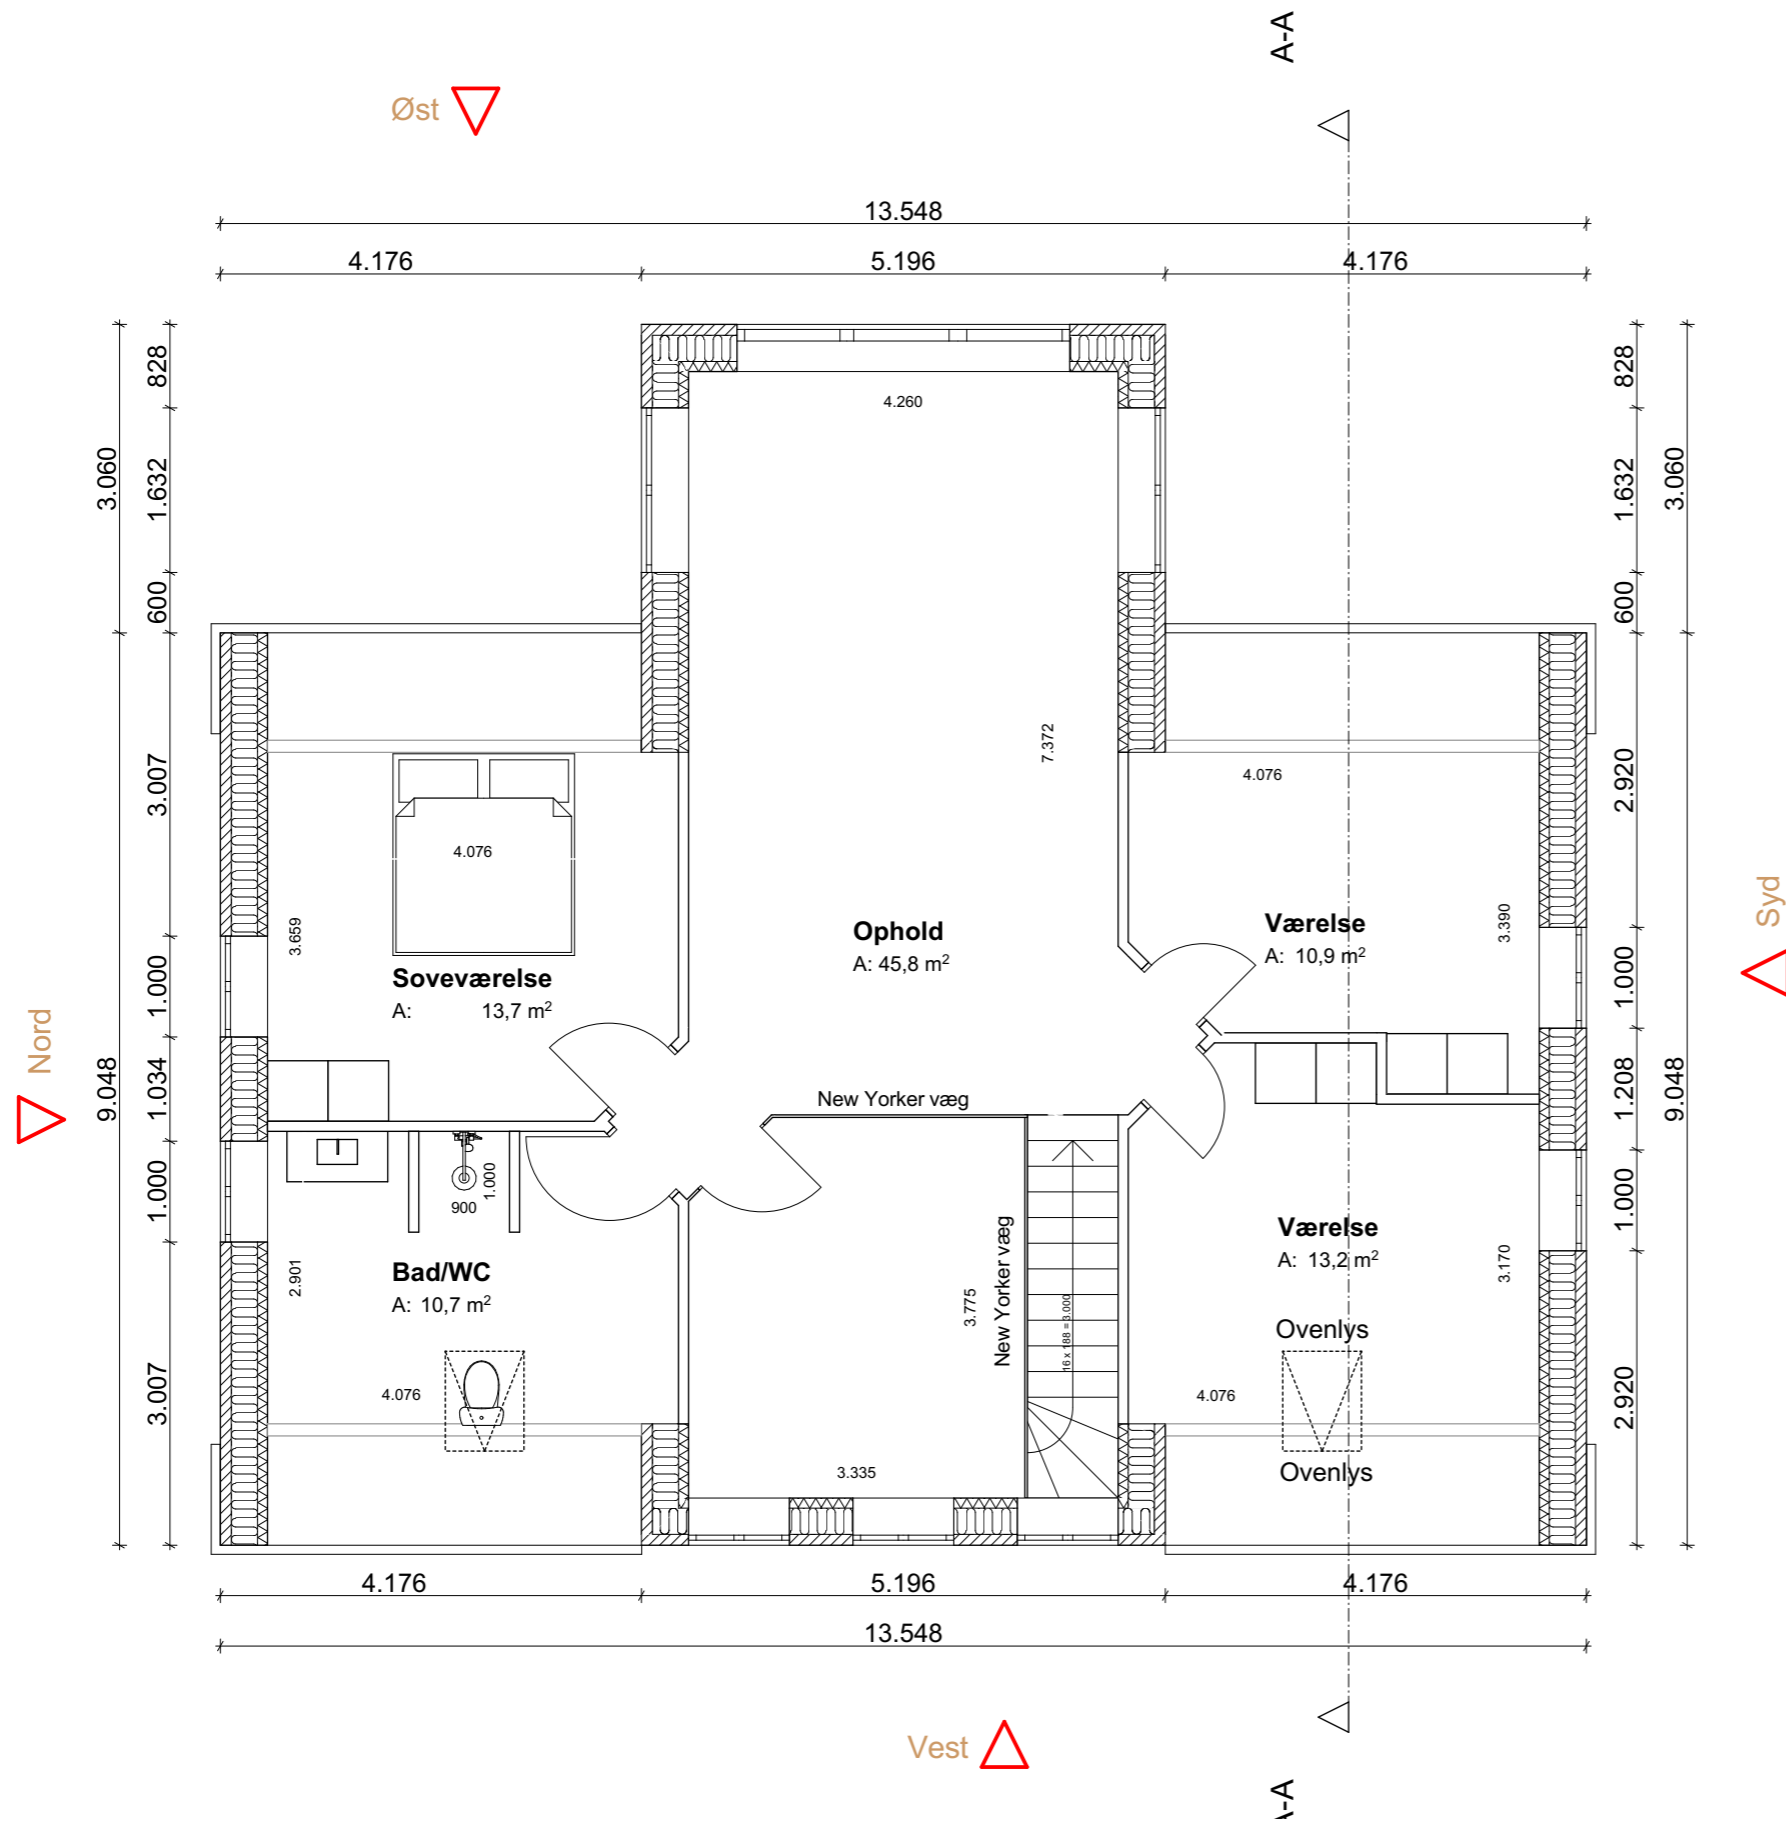 A-A
Øst
13.548
4.176
5.196
4.176
828
1.632
600
3.060
3.007
1.000
1.034
1.000
3.007
9.048
828
1.632
600
3.060
2.920
1.000
1.208
1.000
2.920
9.048
Nord
Syd
4.260
7.372
4.076
3.659
Soveværelse
A: 13,7 m²
Ophold
A: 45,8 m²
4.076
Værelse
A: 10,9 m²
3.390
New Yorker væg
900
1.000
2.901
Bad/WC
A: 10,7 m²
4.076
3.775
New Yorker væg
16 x 188 = 3.000
3.335
Værelse
A: 13,2 m²
3.170
Ovenlys
4.076
Ovenlys
4.176
5.196
4.176
13.548
Vest
A-A